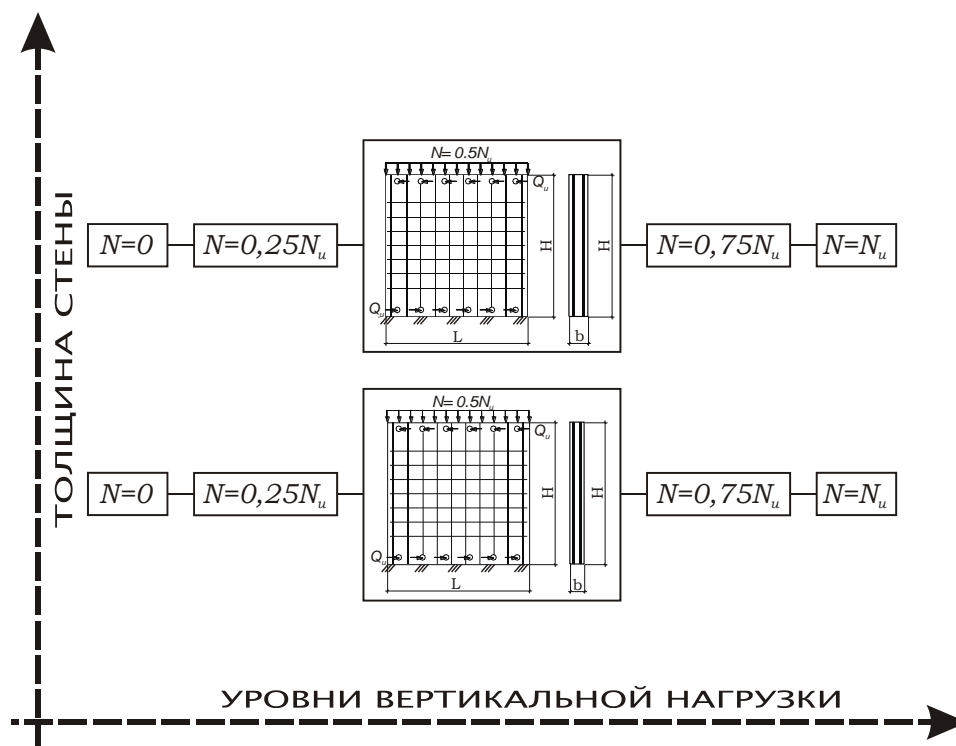 ТОЛЩИНА СТЕНЫ
N= 0.5Nu
Qu
N=0
N=0,25Nu
H
H
N=0,75Nu
N=Nu
Qu
L
b
N= 0.5Nu
Qu
N=0
N=0,25Nu
H
H
N=0,75Nu
N=Nu
Qu
L
b
УРОВНИ ВЕРТИКАЛЬНОЙ НАГРУЗКИ